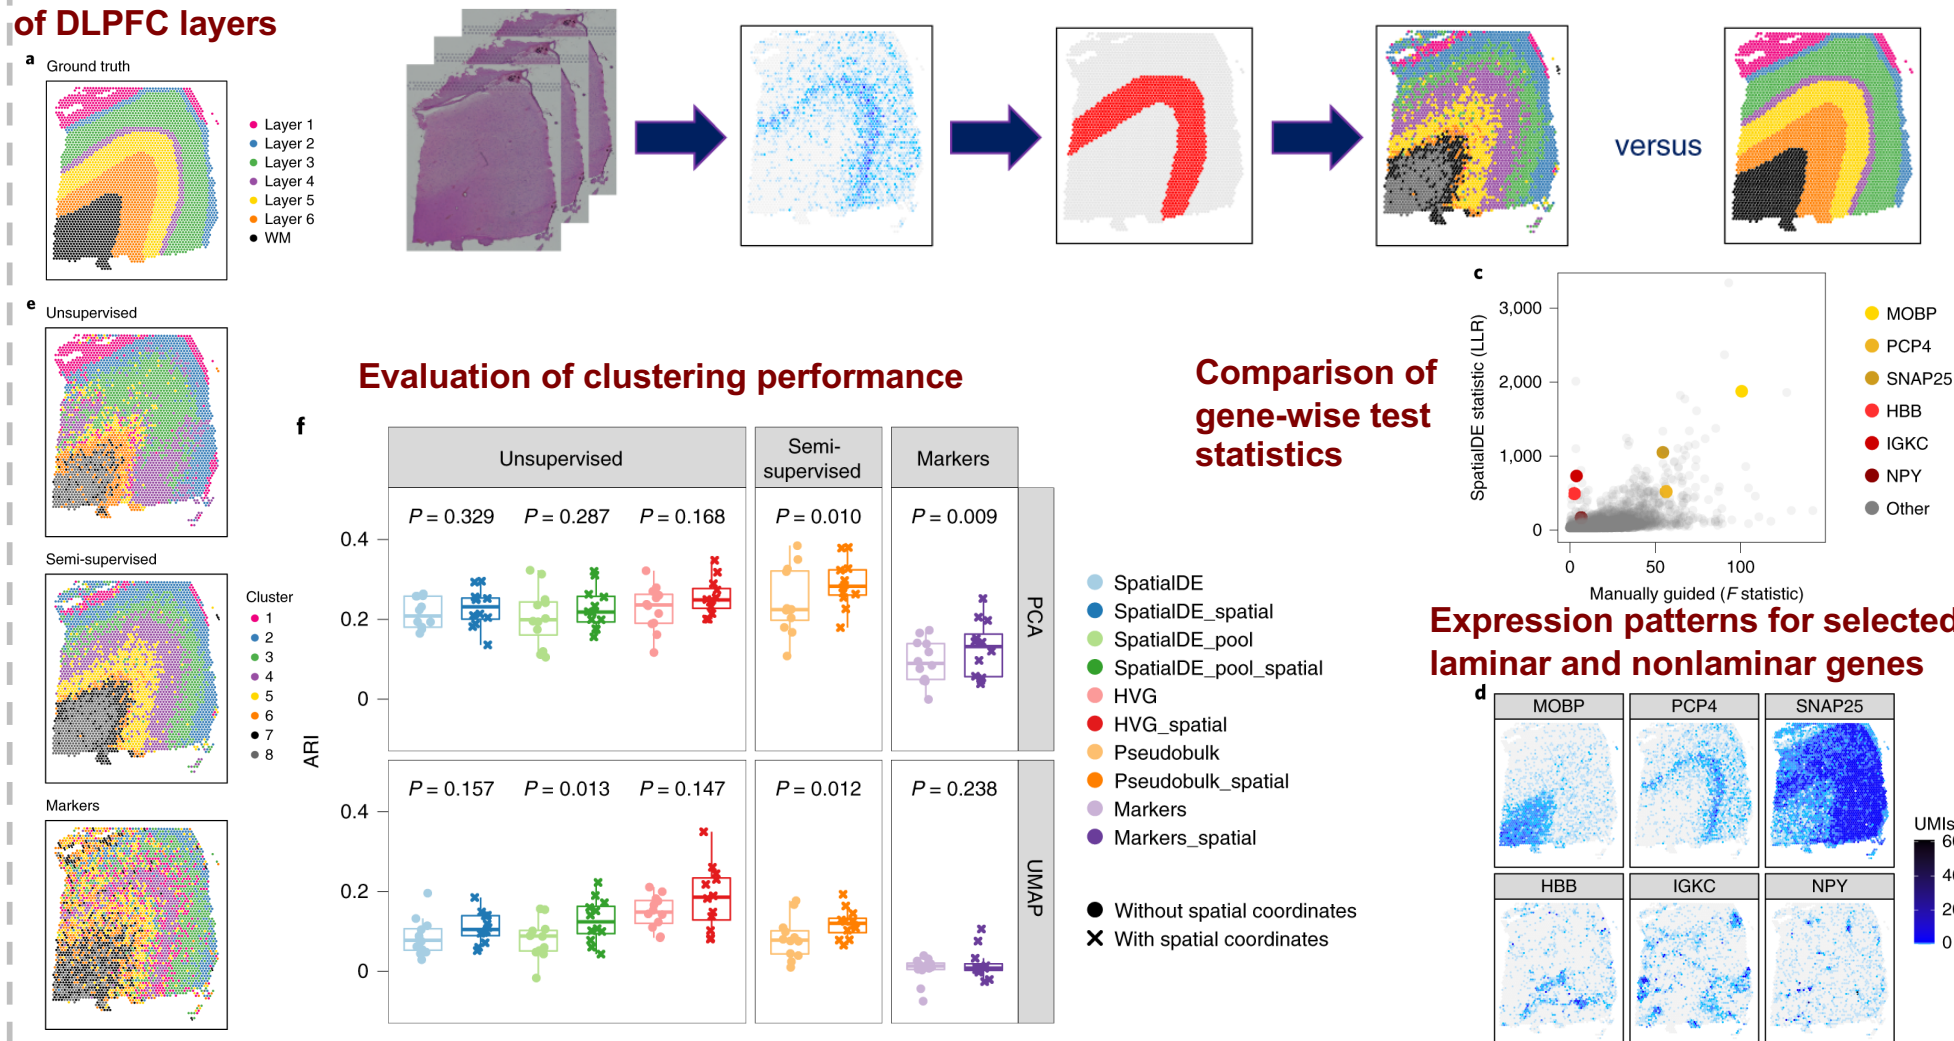 of DLPFC layers
a
Ground truth
Layer 1
Layer 2
Layer 3
Layer 4
Layer 5
Layer 6
WM
versus
e
Unsupervised
Semi-supervised
Cluster
1
2
3
4
5
6
7
8
Markers
Evaluation of clustering performance
f
Unsupervised
Semi-
supervised
Markers
P = 0.329
P = 0.287
P = 0.168
P = 0.010
P = 0.009
0.4
0.2
0
PCA
ARI
P = 0.157
P = 0.013
P = 0.147
P = 0.012
P = 0.238
0.4
0.2
0
UMAP
SpatialDE
SpatialDE_spatial
SpatialDE_pool
SpatialDE_pool_spatial
HVG
HVG_spatial
Pseudobulk
Pseudobulk_spatial
Markers
Markers_spatial
Without spatial coordinates
With spatial coordinates
Comparison of
gene-wise test
statistics
c
SpatialDE statistic (LLR)
3,000
2,000
1,000
0
0
50
100
Manually guided (F statistic)
MOBP
PCP4
SNAP25
HBB
IGKC
NPY
Other
Expression patterns for selected
laminar and nonlaminar genes
d
MOBP
PCP4
SNAP25
HBB
IGKC
NPY
UMIs
20
0